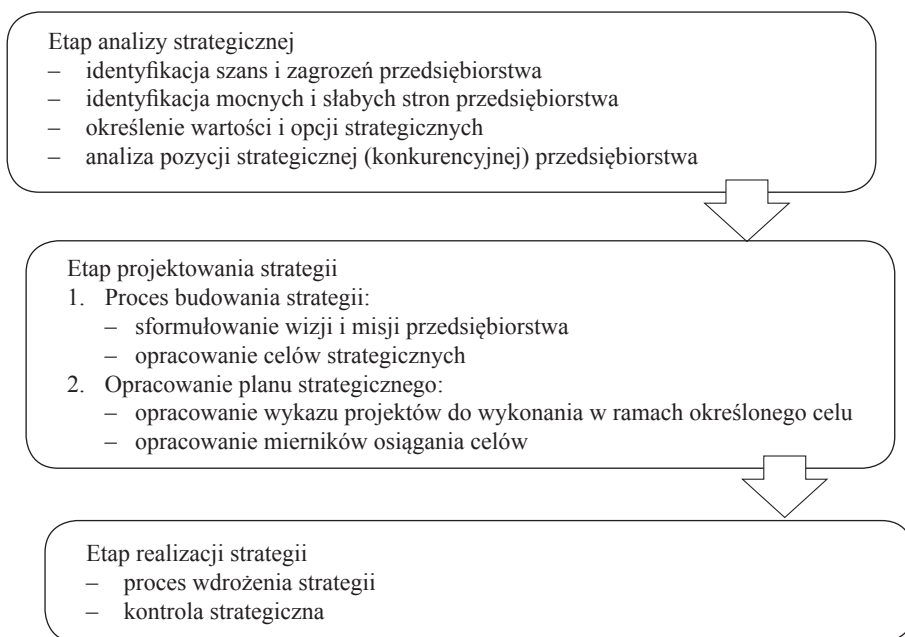 Etap analizy strategicznej
– identyfikacja szans i zagrozeń przedsiębiorstwa
– identyfikacja mocnych i słabych stron przedsiębiorstwa
– określenie wartości i opcji strategicznych
– analiza pozycji strategicznej (konkurencyjnej) przedsiębiorstwa
Etap projektowania strategii
1. Proces budowania strategii:
– sformułowanie wizji i misji przedsiębiorstwa
– opracowanie celów strategicznych
2. Opracowanie planu strategicznego:
– opracowanie wykazu projektów do wykonania w ramach określonego celu
– opracowanie mierników osiągania celów
Etap realizacji strategii
– proces wdrożenia strategii
– kontrola strategiczna